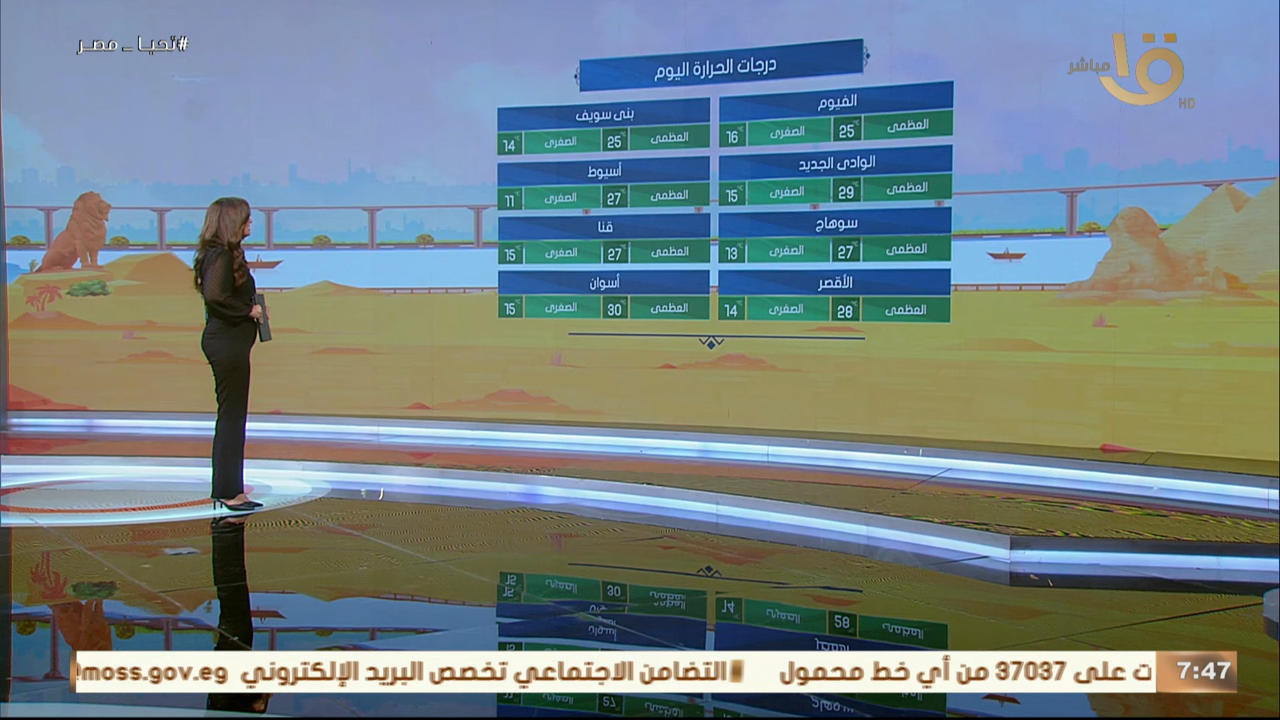 #تحيا_مصر
مباشر
HD
درجات الحرارة اليوم
الفيوم
العظمى 25 الصغرى 16
بنى سويف
العظمى 25 الصغرى 14
الوادى الجديد
العظمى 29 الصغرى 15
أسيوط
العظمى 27 الصغرى 11
سوهاج
العظمى 27 الصغرى 13
قنا
العظمى 27 الصغرى 15
الأقصر
العظمى 28 الصغرى 14
أسوان
العظمى 30 الصغرى 15
ت على 37037 من أي خط محمول التضامن الاجتماعي تخصص البريد الإلكتروني moss.gov.eg
7:47